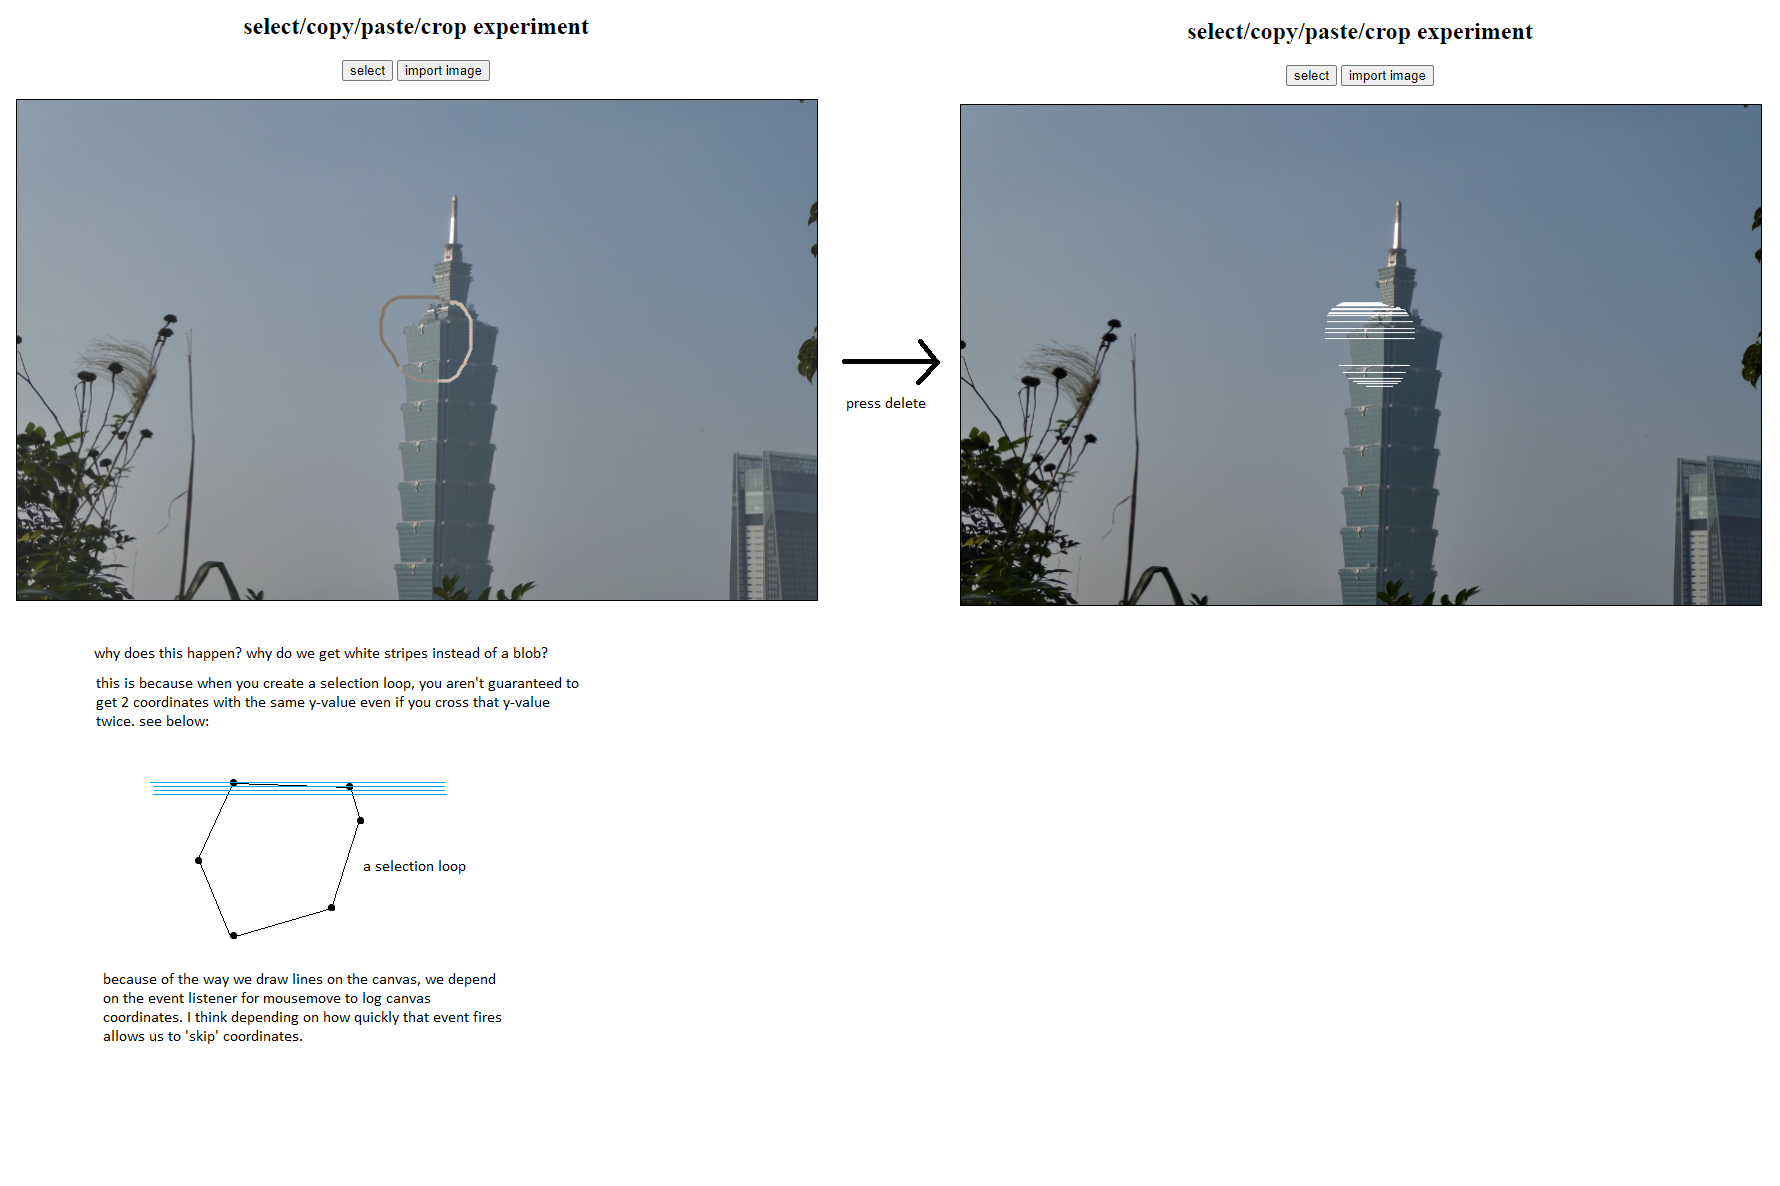 select/copy/paste/crop experiment
select import image
select/copy/paste/crop experiment
select import image
press delete
why does this happen? why do we get white stripes instead of a blob?
this is because when you create a selection loop, you aren't guaranteed to
get 2 coordinates with the same y-value even if you cross that y-value
twice. see below:
a selection loop
because of the way we draw lines on the canvas, we depend
on the event listener for mousemove to log canvas
coordinates. I think depending on how quickly that event fires
allows us to 'skip' coordinates.